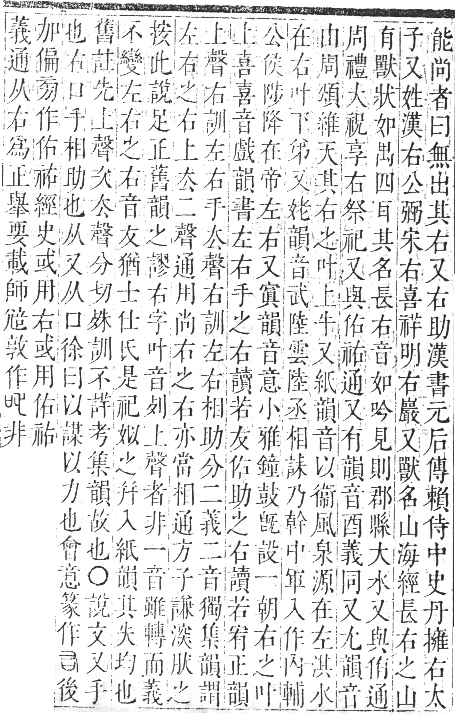 能尚者曰無出其右又右助漢書元后傳賴侍中史丹擁右太
子又姓漢右公弼宋右喜祥明右巖又獸名山海經長右之山
有獸狀如禺四耳其名長右音如吟見則郡縣大水又與侑通
周禮大祝享右祭祀又與佑祐通又有韻音酉義同又尤韻音
由周頌維天其右之叶上牛又紙韻音以衞風泉源在左淇水
在右叶下弟又姥韻音武陸雲陸丞相誄乃幹中軍入作內輔
公侯陟降在帝左右又寘韻音意小雅鐘鼓旣設一朝右之叶
上喜喜音戲韻書左右手之右讀若友佑助之右讀若宥正韻
上聲右訓左右手厺聲右訓左右相助分二義二音獨集韻謂
左右之右上厺二聲通用尚右之右亦當相通方子謙湙肰之
按此說足正舊韻之謬右字叶音列上聲者非一音雖轉而義
不變左右之右音友猶士仕氏是祀姒之幷入紙韻其失均也
舊註先上聲次厺聲分切殊訓不詳考集韻故也〇說文又手
也右口手相助也从又从口徐曰以謀以力也會意篆作𠮢後
加偏旁作佑祐經史或用右或用佑祐
義通从右爲正舉要載師𩵦敦作𠮢非